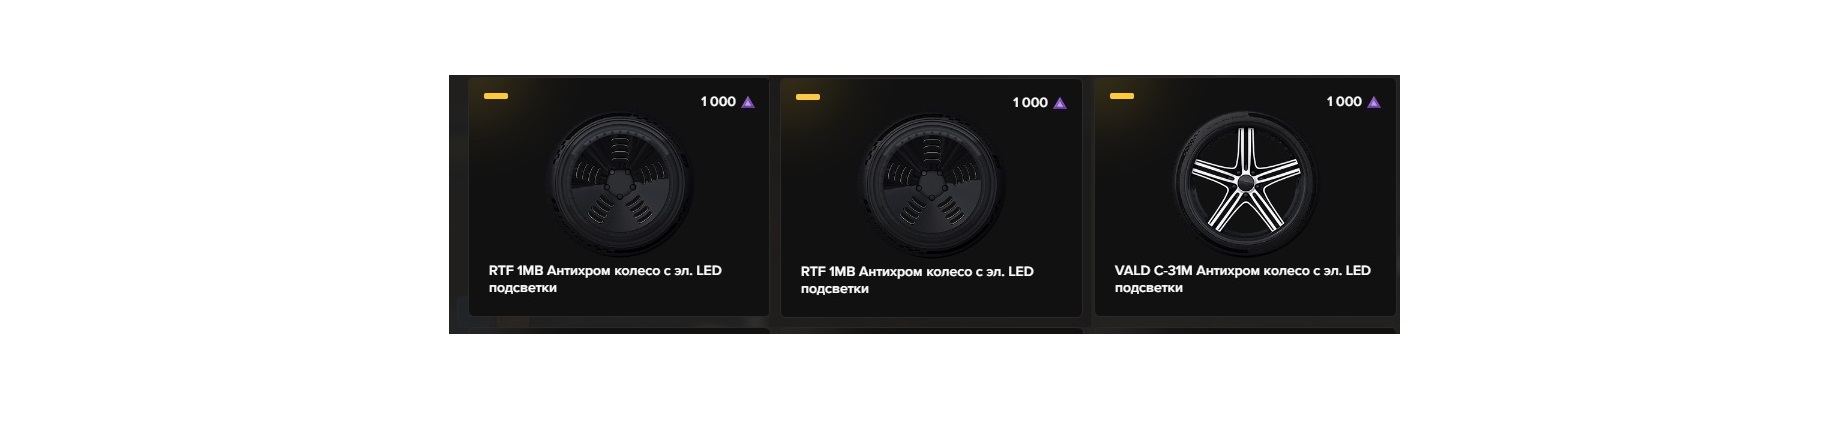 1 000
RTF 1MB Антихром колесо с эл. LED
подсветки
1 000
RTF 1MB Антихром колесо с эл. LED
подсветки
1 000
VALD C-31M Антихром колесо с эл. LED
подсветки